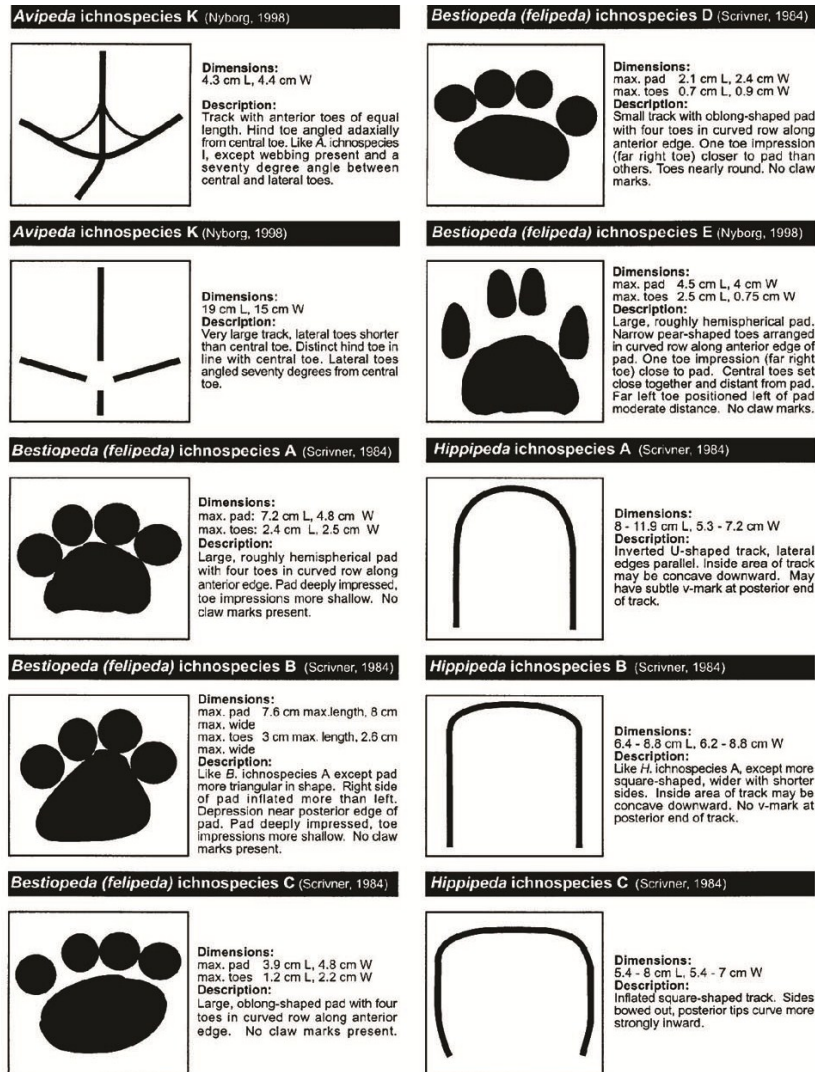 Avipeda ichnospecies K (Nyborg, 1998)
Dimensions:
4.3 cm L, 4.4 cm W
Description:
Track with anterior toes of equal
length. Hind toe angled adaxially
from central toe. Like A. ichnospecies
I, except webbing present and a
seventy degree angle between
central and lateral toes.
Avipeda ichnospecies K (Nyborg, 1998)
Dimensions:
19 cm L, 15 cm W
Description:
Very large track, lateral toes shorter
than central toe. Distinct hind toe in
line with central toe. Lateral toes
angled seventy degrees from central
toe.
Bestiopeda (felipeda) ichnospecies A (Scrivner, 1984)
Dimensions:
max. pad: 7.2 cm L, 4.8 cm W
max. toes: 2.4 cm L, 2.5 cm W
Description:
Large, roughly hemispherical pad
with four toes in curved row along
anterior edge. Pad deeply impressed,
toe impressions more shallow. No
claw marks present.
Bestiopeda (felipeda) ichnospecies B (Scrivner, 1984)
Dimensions:
max. pad 7.6 cm max.length, 8 cm
max. wide
max. toes 3 cm max. length, 2.6 cm
max. wide
Description:
Like B. ichnospecies A except pad
more triangular in shape. Right side
of pad inflated more than left.
Depression near posterior edge of
pad. Pad deeply impressed, toe
impressions more shallow. No claw
marks present.
Bestiopeda (felipeda) ichnospecies C (Scrivner, 1984)
Dimensions:
max. pad 3.9 cm L, 4.8 cm W
max. toes 1.2 cm L, 2.2 cm W
Description:
Large, oblong-shaped pad with four
toes in curved row along anterior
edge. No claw marks present.
Bestiopeda (felipeda) ichnospecies D (Scrivner, 1984)
Dimensions:
max. pad 2.1 cm L, 2.4 cm W
max. toes 0.7 cm L, 0.9 cm W
Description:
Small track with oblong-shaped pad
with four toes in curved row along
anterior edge. One toe impression
(far right toe) closer to pad than
others. Toes nearly round. No claw
marks.
Bestiopeda (felipeda) ichnospecies E (Nyborg, 1998)
Dimensions:
max. pad 4.5 cm L, 4 cm W
max. toes 2.5 cm L, 0.75 cm W
Description:
Large, roughly hemispherical pad.
Narrow pear-shaped toes arranged
in curved row along anterior edge of
pad. One toe impression (far right
toe) close to pad. Central toes set
close together and distant from pad.
Far left toe positioned left of pad
moderate distance. No claw marks.
Hippipeda ichnospecies A (Scrivner, 1984)
Dimensions:
8 - 11.9 cm L, 5.3 - 7.2 cm W
Description:
Inverted U-shaped track, lateral
edges parallel. Inside area of track
may be concave downward. May
have subtle v-mark at posterior end
of track.
Hippipeda ichnospecies B (Scrivner, 1984)
Dimensions:
6.4 - 8.8 cm L, 6.2 - 8.8 cm W
Description:
Like H. ichnospecies A, except more
square-shaped, wider with shorter
sides. Inside area of track may be
concave downward. No v-mark at
posterior end of track.
Hippipeda ichnospecies C (Scrivner, 1984)
Dimensions:
5.4 - 8 cm L, 5.4 - 7 cm W
Description:
Inflated square-shaped track. Sides
bowed out, posterior tips curve more
strongly inward.